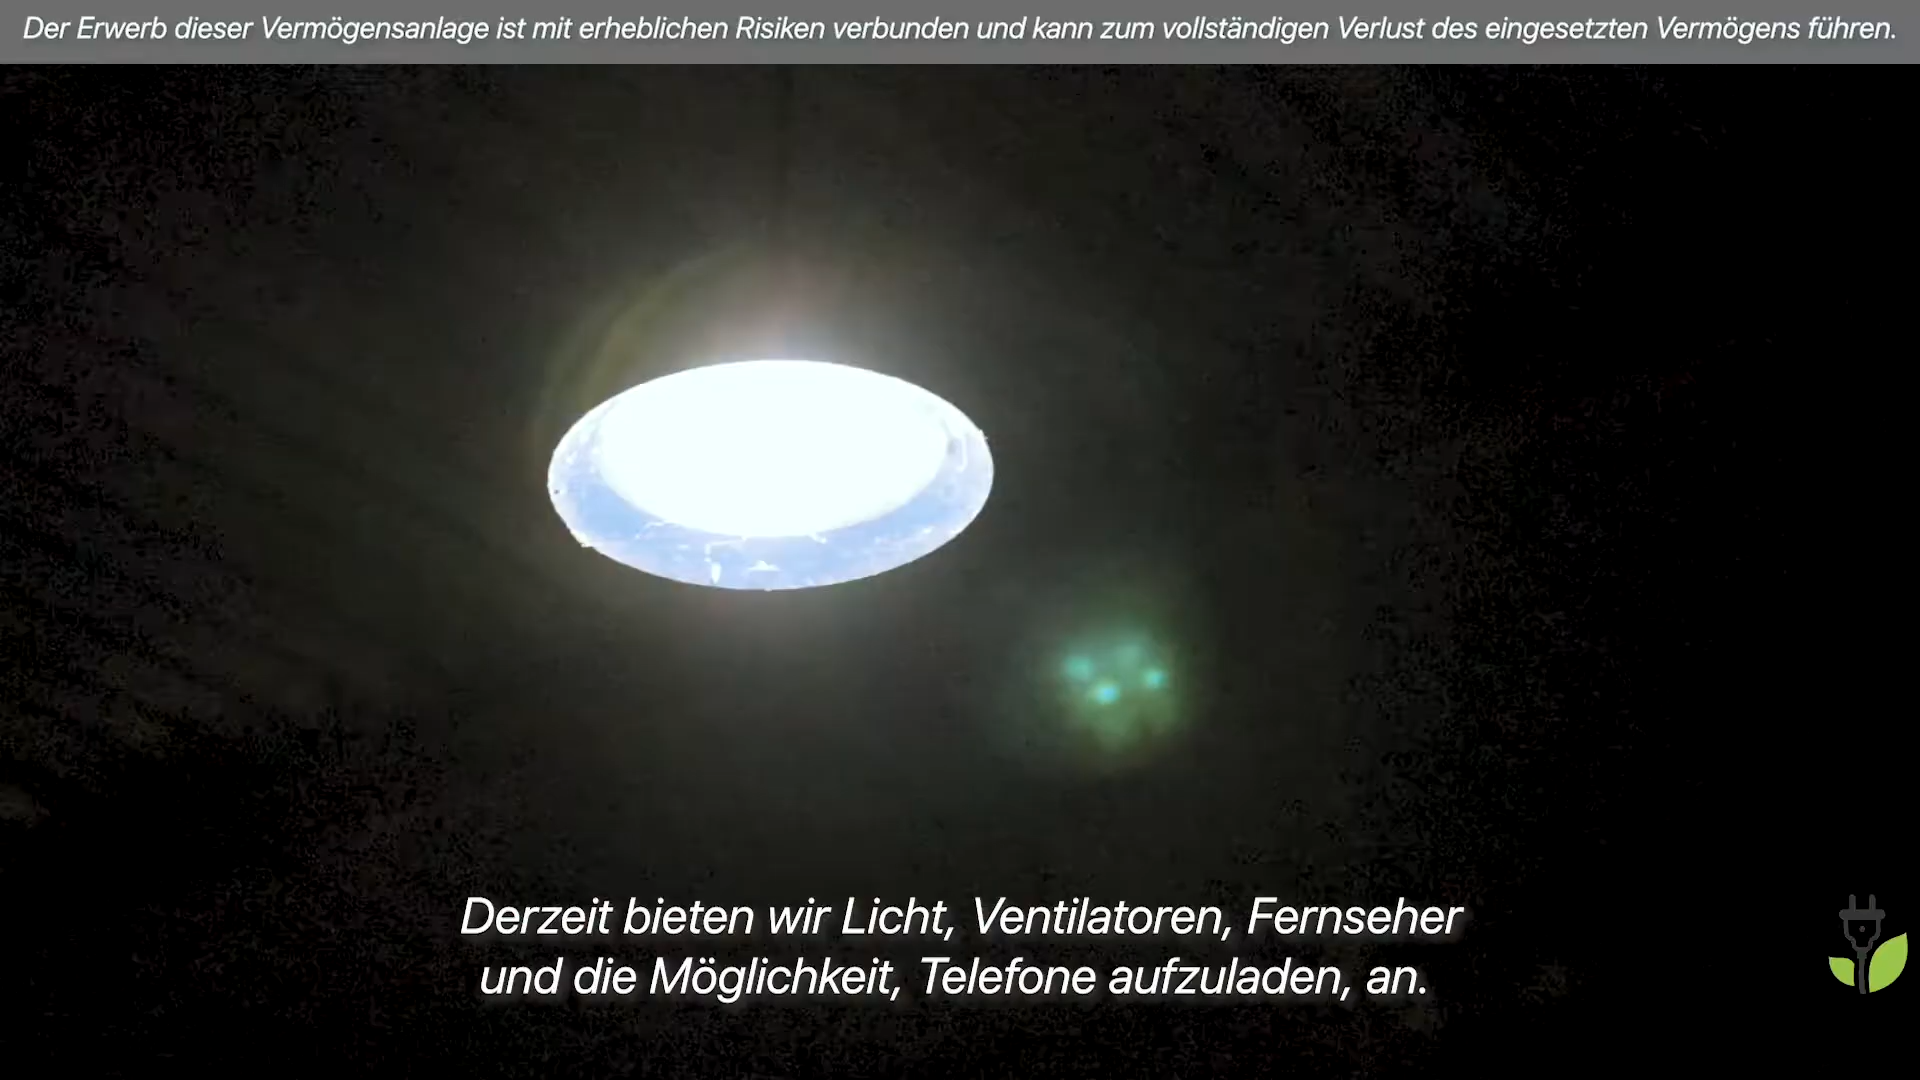 Der Erwerb dieser Vermögensanlage ist mit erheblichen Risiken verbunden und kann zum vollständigen Verlust des eingesetzten Vermögens führen.
Derzeit bieten wir Licht, Ventilatoren, Fernseher
und die Möglichkeit, Telefone aufzuladen, an.